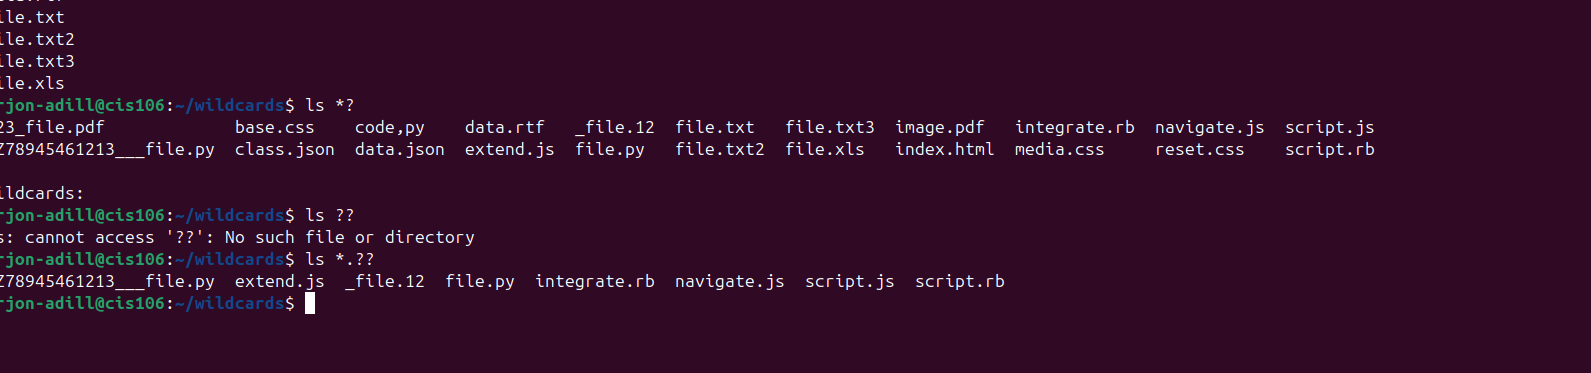 ile.txt
ile.txt2
ile.txt3
ile.xls
rjon-adill@cis106:~/wildcards$ ls *?
23_file.pdf base.css code,py data.rtf _file.12 file.txt file.txt3 image.pdf integrate.rb navigate.js script.js
Z78945461213___file.py class.json data.json extend.js file.py file.txt2 file.xls index.html media.css reset.css script.rb
ildcards:
rjon-adill@cis106:~/wildcards$ ls ??
s: cannot access '??': No such file or directory
rjon-adill@cis106:~/wildcards$ ls *.??
Z78945461213___file.py extend.js _file.12 file.py integrate.rb navigate.js script.js script.rb
rjon-adill@cis106:~/wildcards$